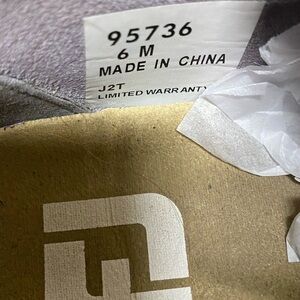 95736
6 M
MADE IN CHINA
J2T
LIMITED WARRANTY